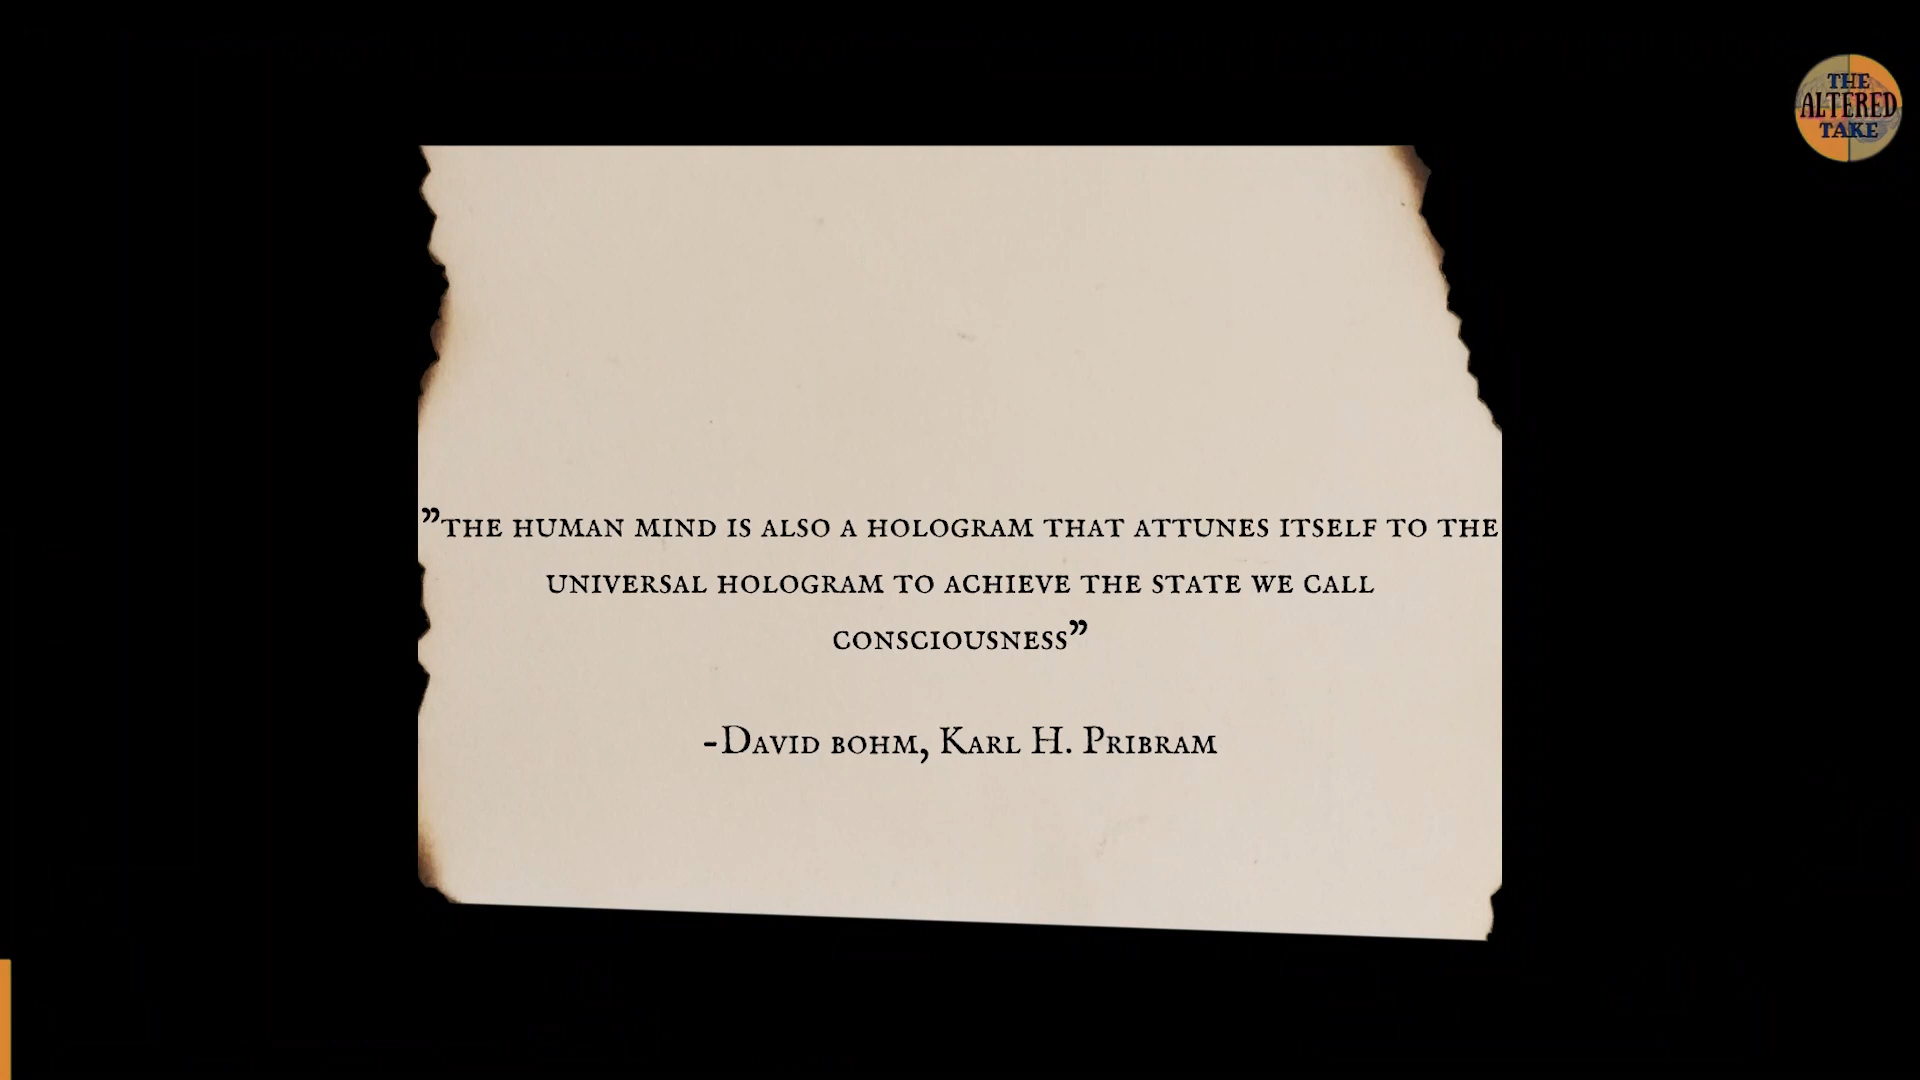 THE
ALTERED
TAKE
”THE HUMAN MIND IS ALSO A HOLOGRAM THAT ATTUNES ITSELF TO THE
UNIVERSAL HOLOGRAM TO ACHIEVE THE STATE WE CALL
CONSCIOUSNESS”
-David bohm, Karl H. Pribram